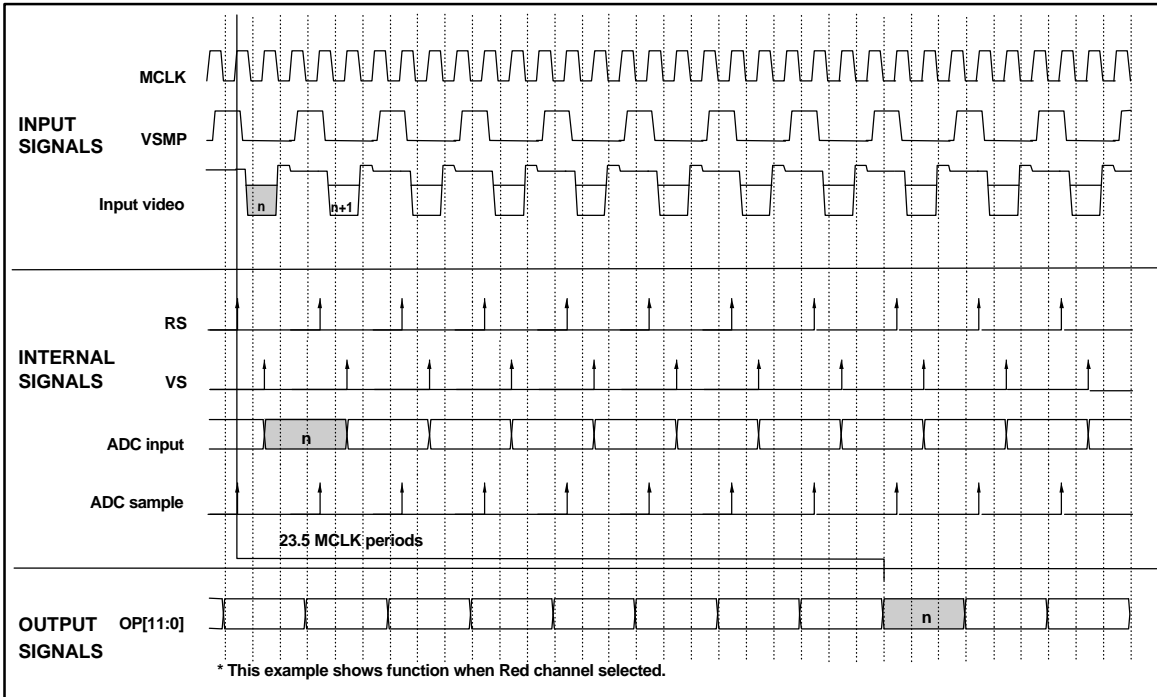 MCLK
INPUT
SIGNALS
VSMP
Input video
n
n+1
RS
INTERNAL
SIGNALS
VS
ADC input
n
ADC sample
23.5 MCLK periods
OUTPUT
SIGNALS
OP[11:0]
n
* This example shows function when Red channel selected.